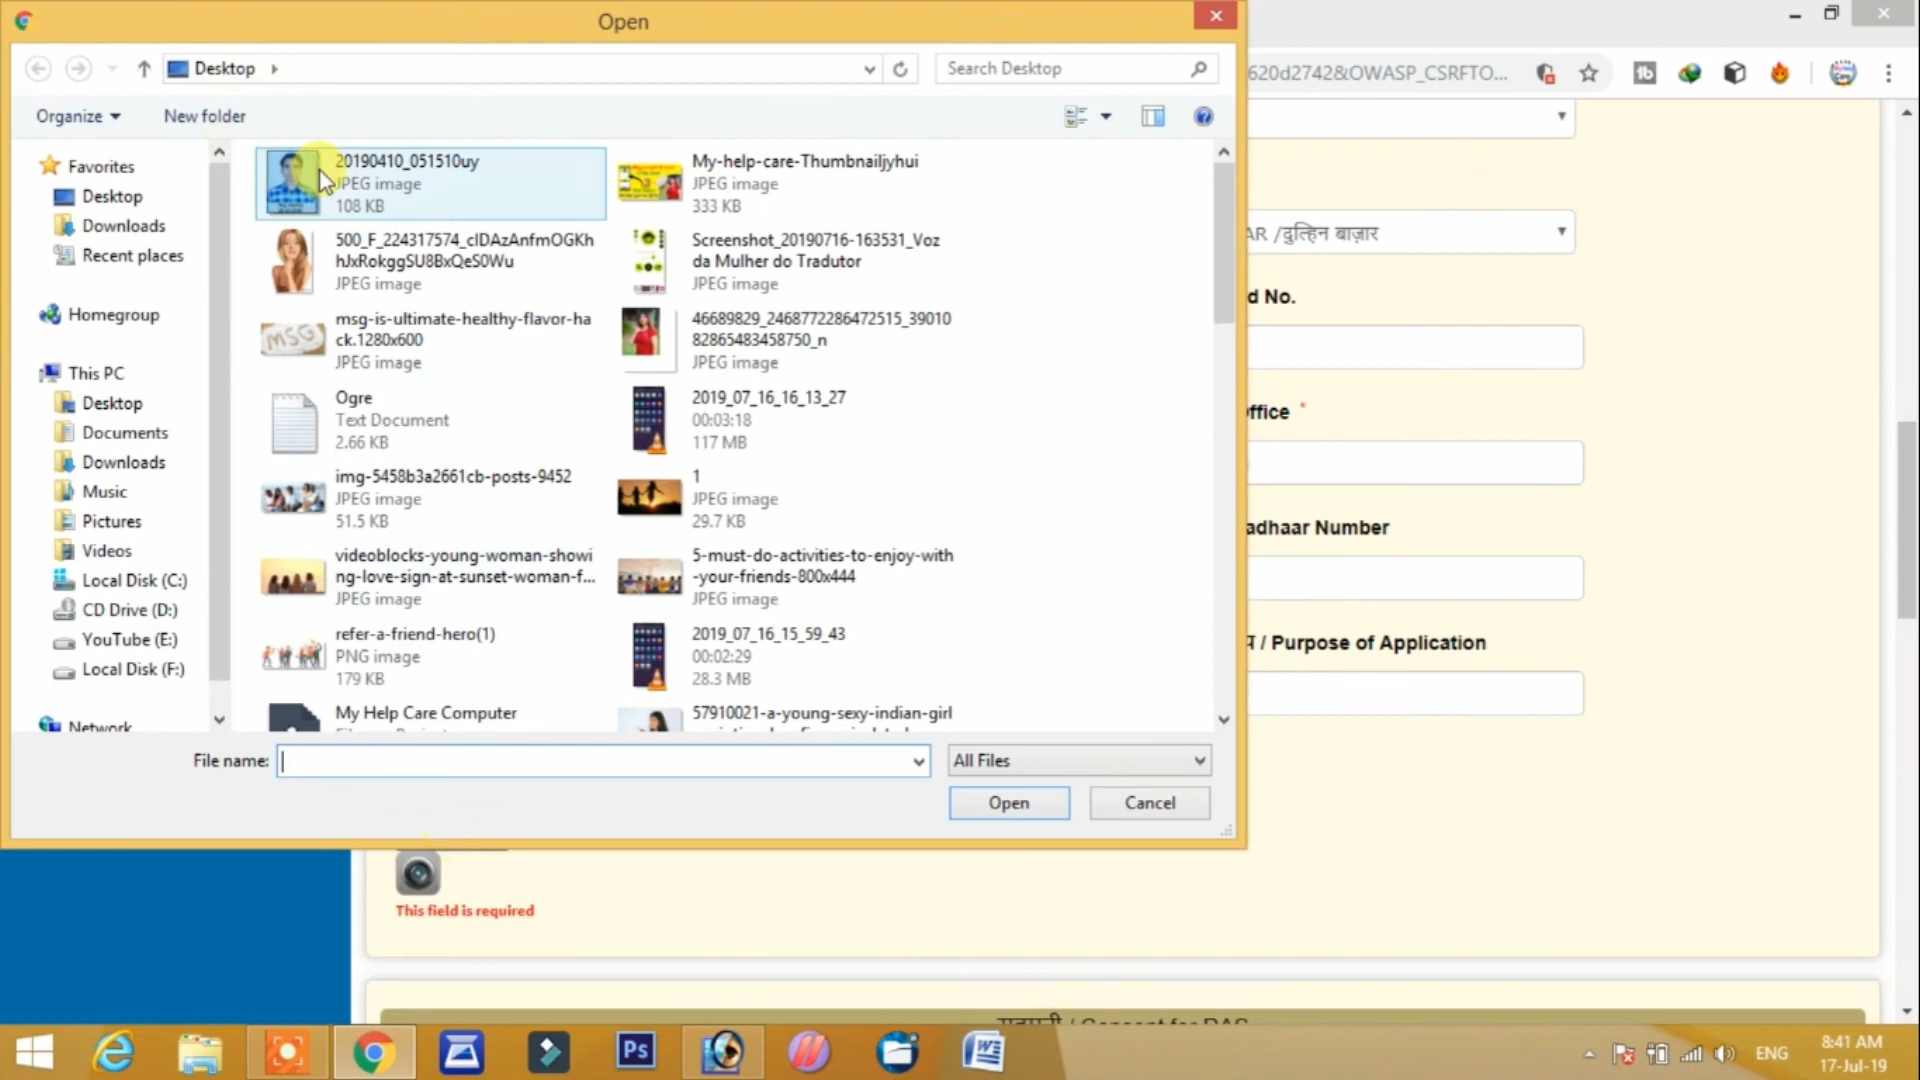 Open
Desktop
Search Desktop
620d2742&OWASP_CSRFTO...
Organize
New folder
Favorites
Desktop
Downloads
Recent places
Homegroup
This PC
Desktop
Documents
Downloads
Music
Pictures
Videos
Local Disk (C:)
CD Drive (D:)
YouTube (E:)
Local Disk (F:)
Network
20190410_051510uy
JPEG image
108 KB
My-help-care-Thumbnailjyhui
JPEG image
333 KB
JPEG image
Screenshot_20190716-163531_Voz
da Mulher do Tradutor
JPEG image
msg-is-ultimate-healthy-flavor-ha
ck.1280x600
JPEG image
46689829_2468772286472515_39010
82865483458750_n
JPEG image
Ogre
Text Document
2.66 KB
2019_07_16_16_13_27
00:03:18
117 MB
img-5458b3a2661cb-posts-9452
JPEG image
51.5 KB
1
JPEG image
29.7 KB
videoblocks-young-woman-showi
ng-love-sign-at-sunset-woman-f...
JPEG image
5-must-do-activities-to-enjoy-with
-your-friends-800x444
JPEG image
refer-a-friend-hero(1)
PNG image
179 KB
2019_07_16_15_59_43
00:02:29
28.3 MB
My Help Care Computer
57910021-a-young-sexy-indian-girl
File name:
All Files
Open
Cancel
AR /दुल्हिन बाज़ार
d No.
ffice *
adhaar Number
/ Purpose of Application
This field is required
/ Consent for RAS
Ps
ENG
8:41 AM
17-Jul-19